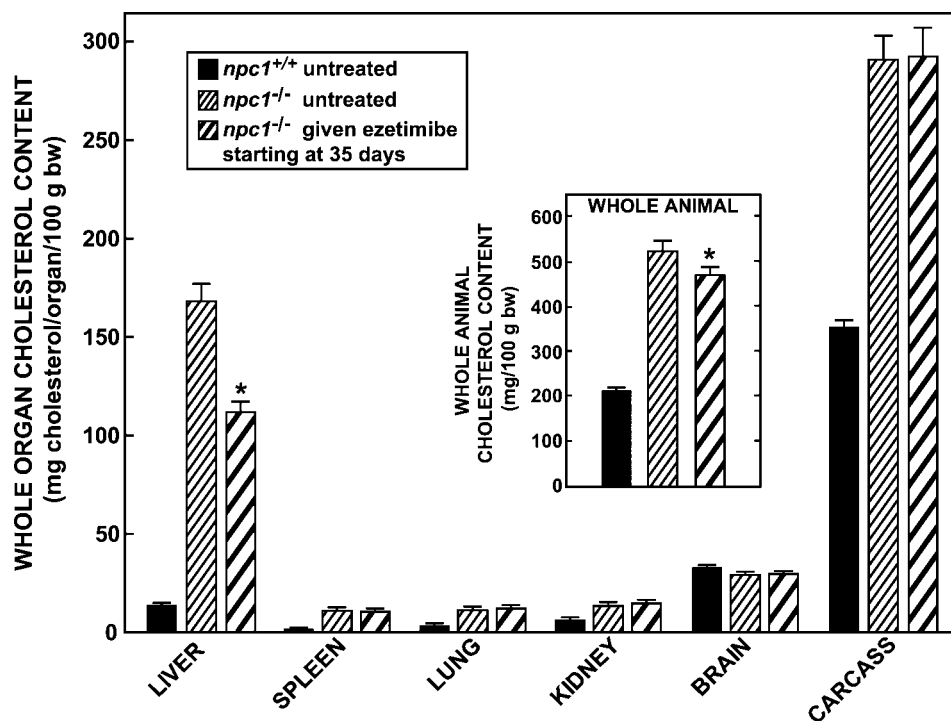 WHOLE ORGAN CHOLESTEROL CONTENT
(mg cholesterol/organ/100 g bw)
300
250
200
150
100
50
0
npc1+/+ untreated
npc1-/- untreated
npc1-/- given ezetimibe
starting at 35 days
WHOLE ANIMAL
CHOLESTEROL CONTENT
(mg/100 g bw)
WHOLE ANIMAL
600
500
400
300
200
100
0
*
*
LIVER
SPLEEN
LUNG
KIDNEY
BRAIN
CARCASS